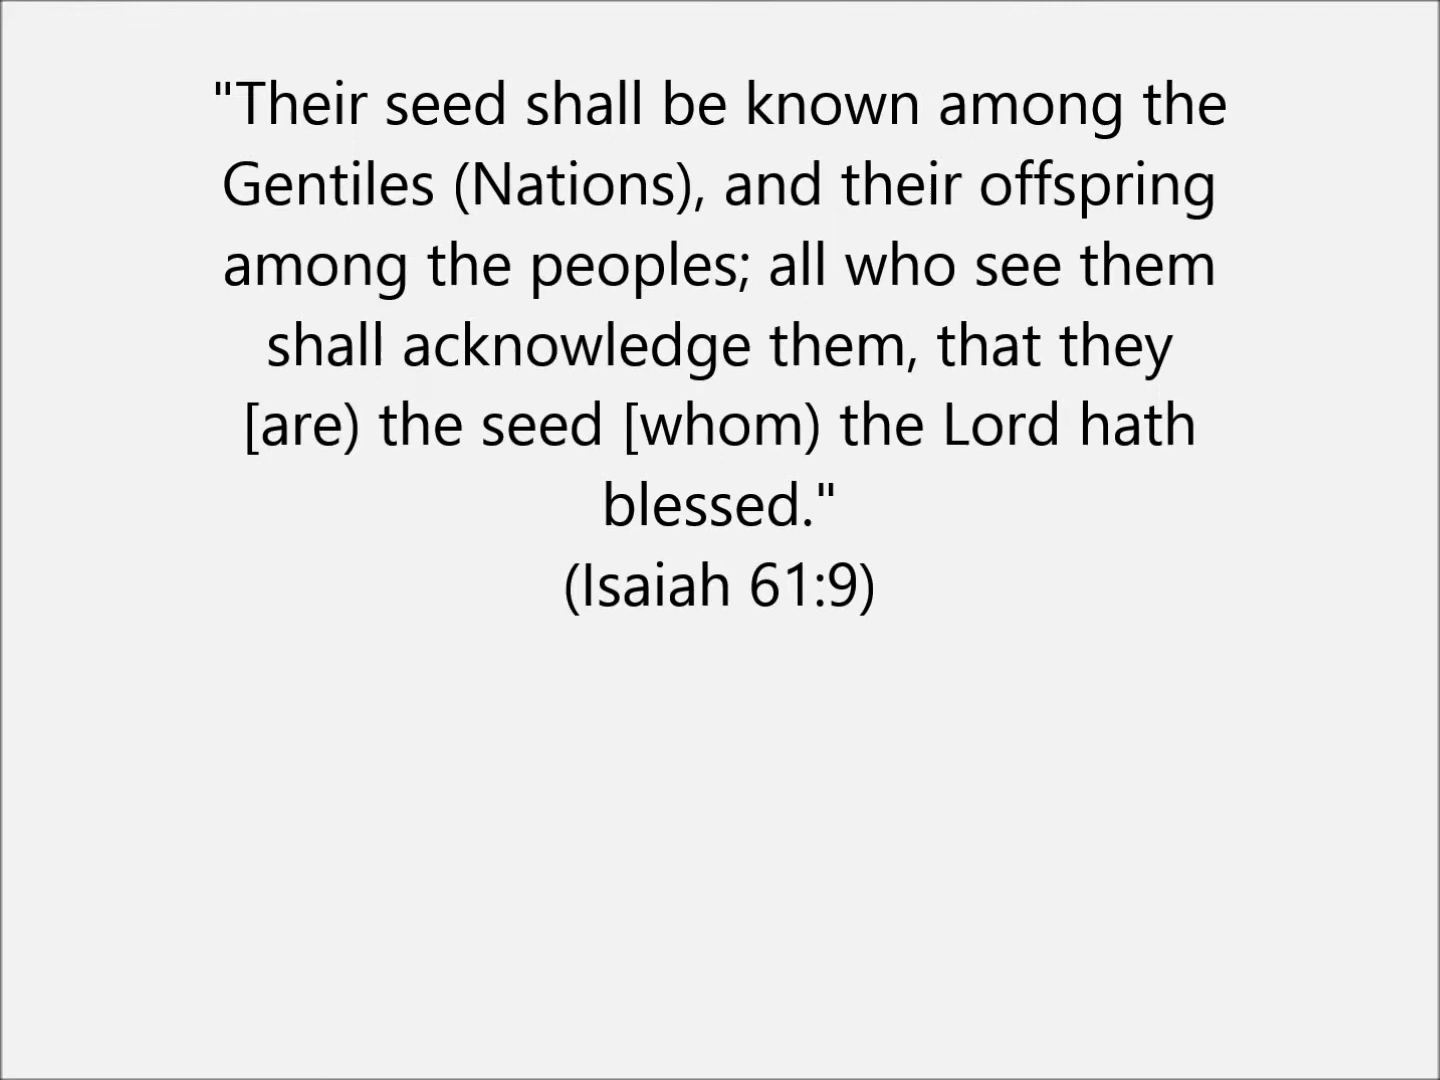 "Their seed shall be known among the
Gentiles (Nations), and their offspring
among the peoples; all who see them
shall acknowledge them, that they
[are) the seed [whom) the Lord hath
blessed."
(Isaiah 61:9)